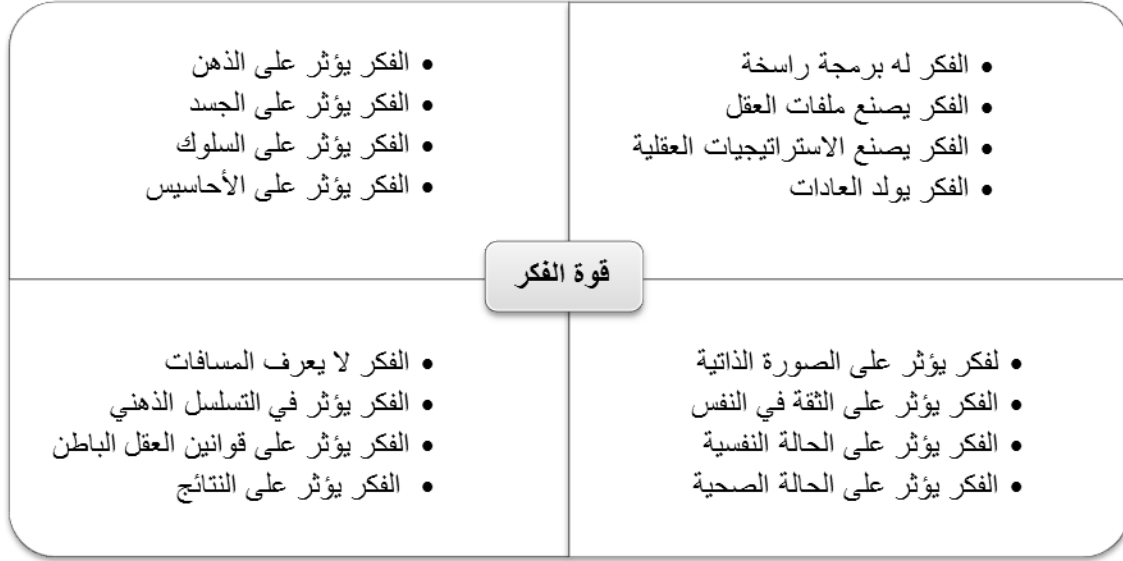 الفكر له برمجة راسخة
الفكر يصنع ملفات العقل
الفكر يصنع الاستراتيجيات العقلية
الفكر يولد العادات
الفكر يؤثر على الذهن
الفكر يؤثر على الجسد
الفكر يؤثر على السلوك
الفكر يؤثر على الأحاسيس
قوة الفكر
لفكر يؤثر على الصورة الذاتية
الفكر يؤثر على الثقة في النفس
الفكر يؤثر على الحالة النفسية
الفكر يؤثر على الحالة الصحية
الفكر لا يعرف المسافات
الفكر يؤثر في التسلسل الذهني
الفكر يؤثر على قوانين العقل الباطن
الفكر يؤثر على النتائج